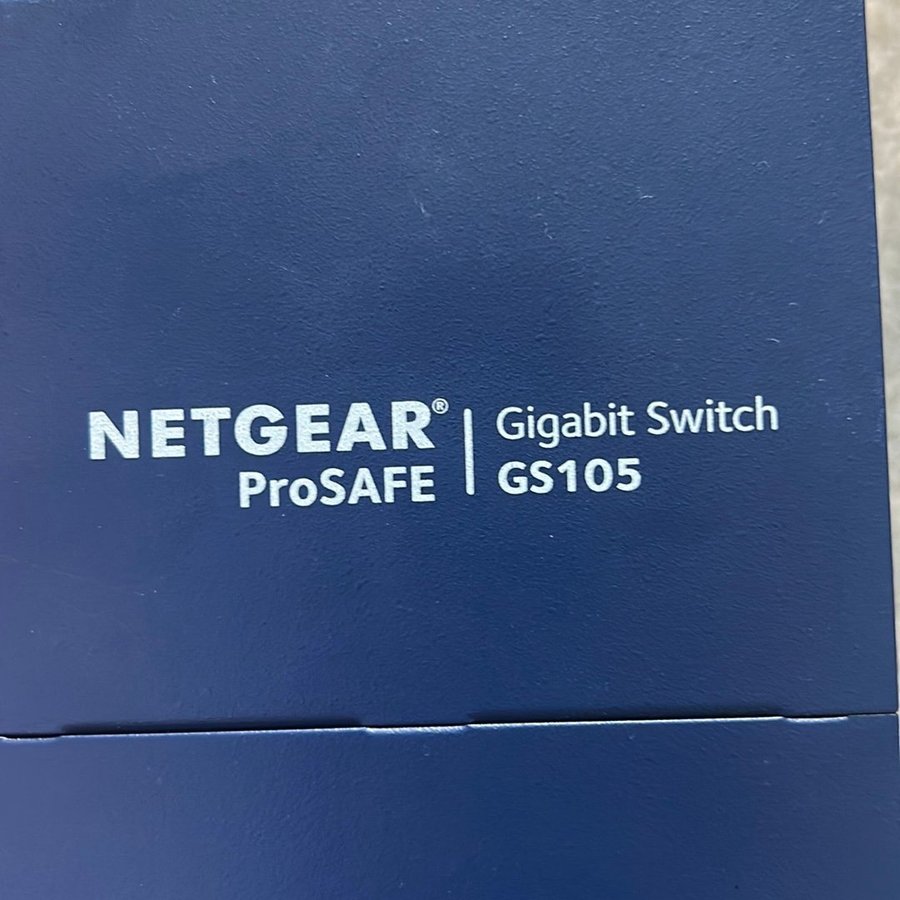 NETGEAR®
ProSAFE
Gigabit Switch
GS105